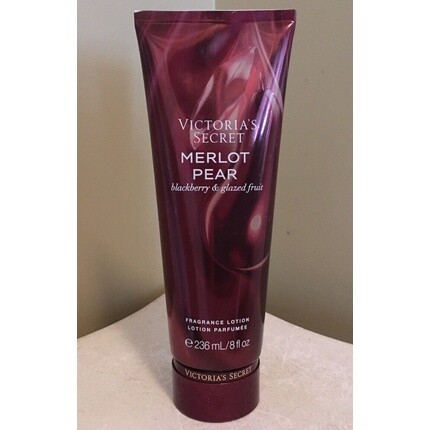 VICTORIA'S
SECRET
MERLOT
PEAR
blackberry & glazed fruit
FRAGRANCE LOTION
LOTION PARFUMÉE
℮236 mL/8 fl oz
VICTORIA'S SECRET